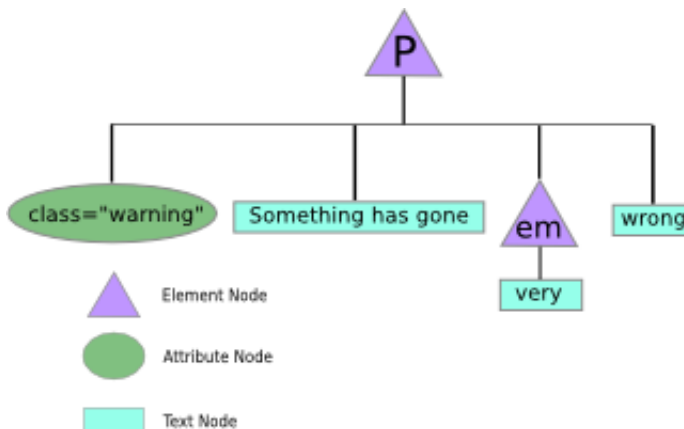 P
class="warning"
Something has gone
em
wrong
very
Element Node
Attribute Node
Text Node